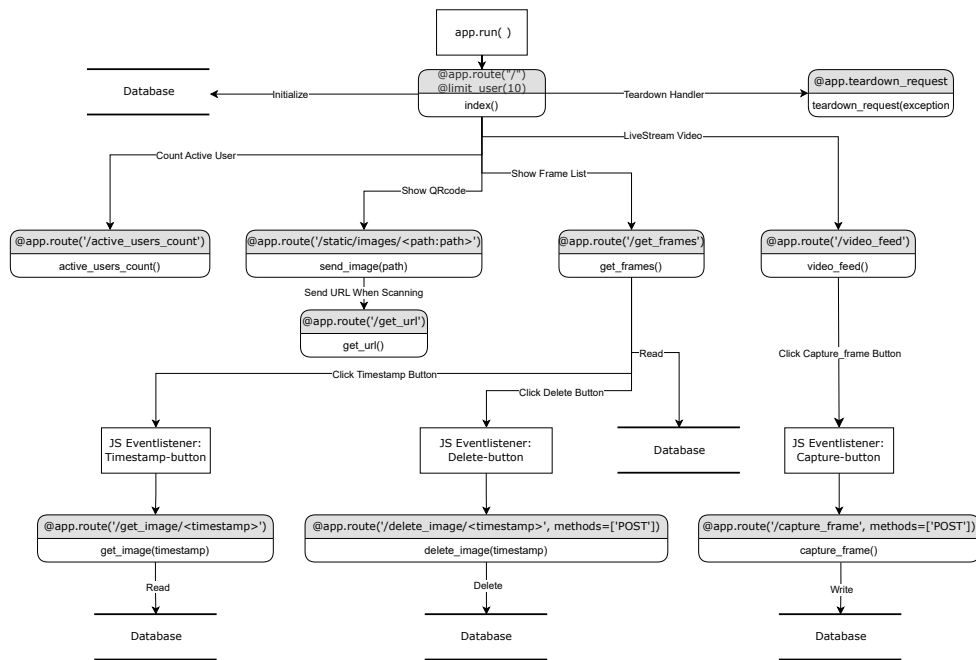 app.run( )
@app.route("/")
@limit_user(10)
index()
Database
Initialize
Teardown Handler
@app.teardown_request
teardown_request(exception
LiveStream Video
Count Active User
Show Frame List
Show QRcode
@app.route('/active_users_count')
active_users_count()
@app.route('/static/images/<path:path>')
send_image(path)
@app.route('/get_frames')
get_frames()
@app.route('/video_feed')
video_feed()
Send URL When Scanning
@app.route('/get_url')
get_url()
Read
Click Capture_frame Button
Click Timestamp Button
Click Delete Button
JS Eventlistener:
Timestamp-button
JS Eventlistener:
Delete-button
Database
JS Eventlistener:
Capture-button
@app.route('/get_image/<timestamp>')
get_image(timestamp)
@app.route('/delete_image/<timestamp>', methods=['POST'])
delete_image(timestamp)
@app.route('/capture_frame', methods=['POST'])
capture_frame()
Read
Delete
Write
Database
Database
Database